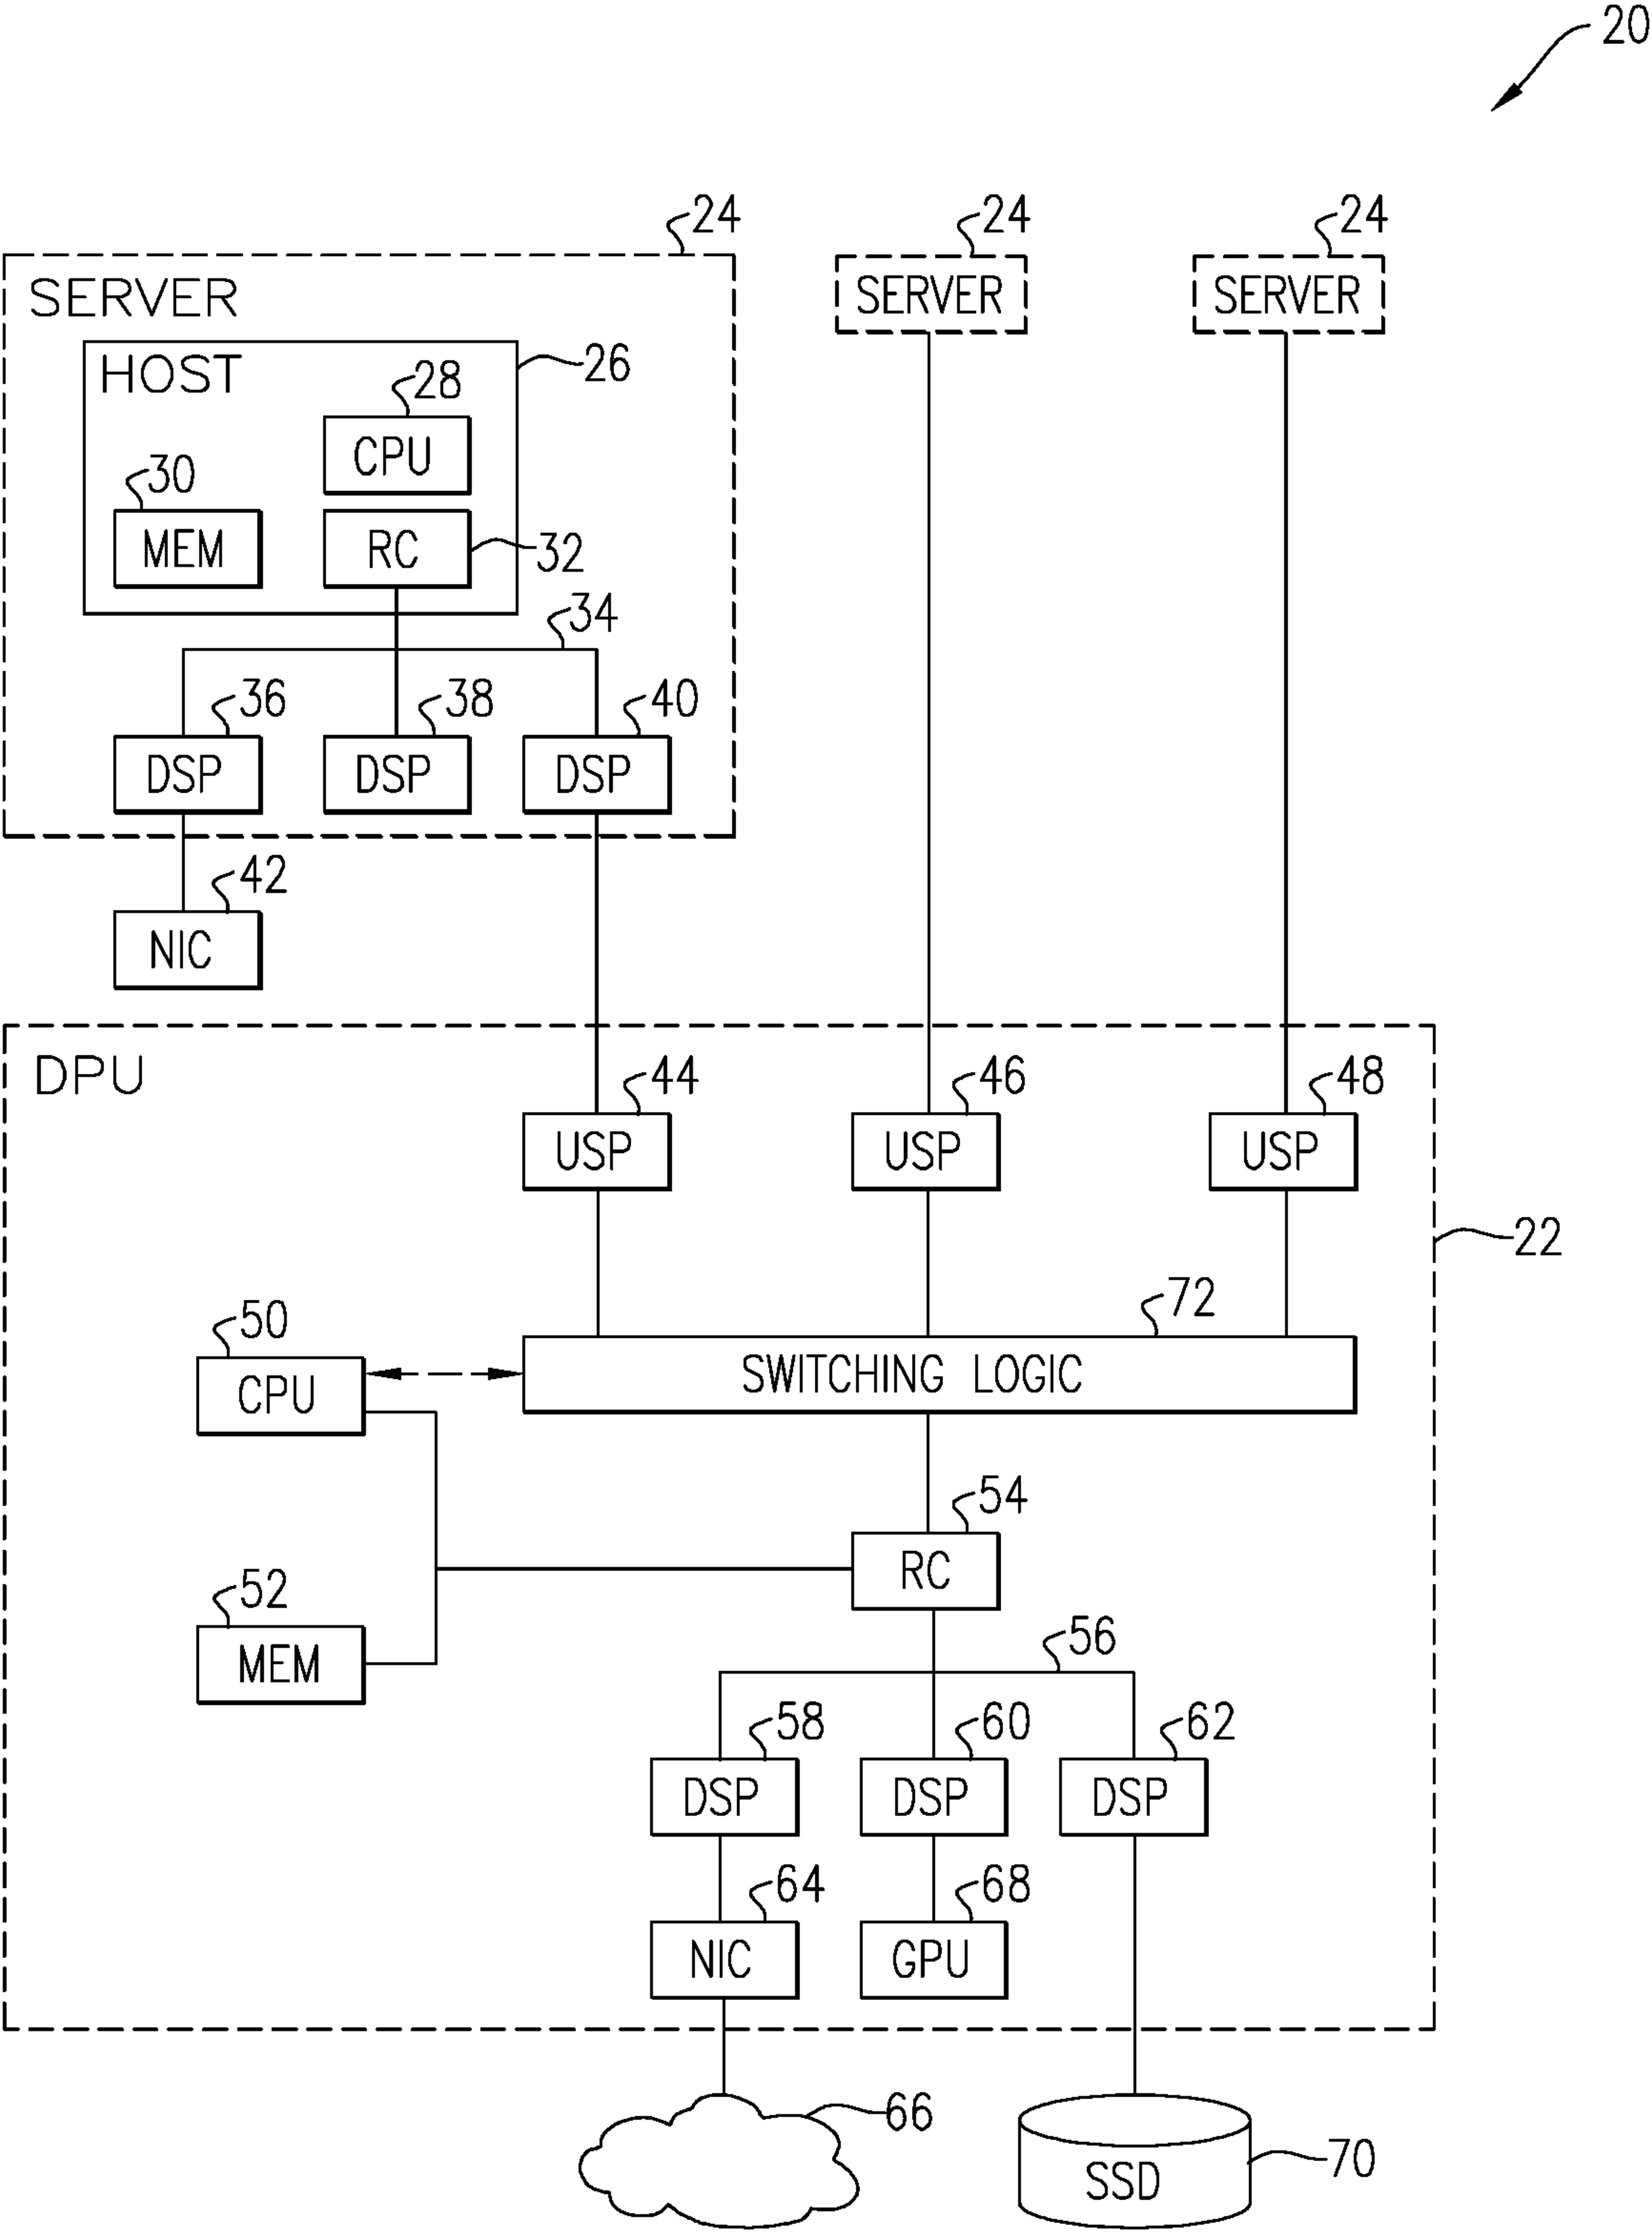 20
24
24
24
SERVER
SERVER
SERVER
HOST
26
28
CPU
30
MEM
RC
32
34
36
38
40
DSP
DSP
DSP
42
NIC
DPU
44
46
48
USP
USP
USP
22
72
50
CPU
SWITCHING LOGIC
54
RC
52
MEM
56
58
60
62
DSP
DSP
DSP
64
68
NIC
GPU
66
70
SSD